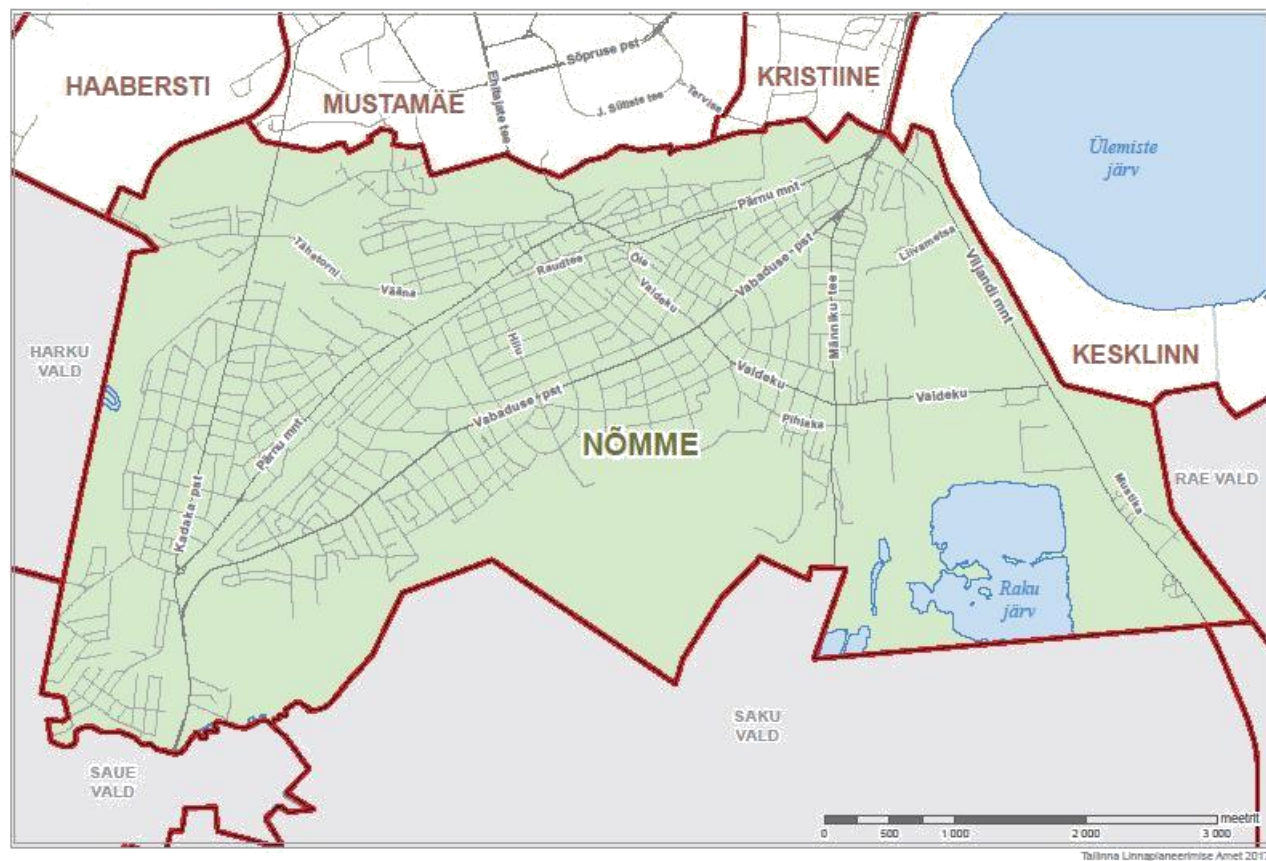 HAABERSTI
MUSTAMÄE
KRISTIINE
Sõpruse pst
Ehitajate tee
J. Sütiste tee
Tervise
Ülemiste
järv
Pärnu mnt
Tähetorni
Vääna
Raudtee
Õie
Valdeku
Vabaduse pst
Liivametsa
Viljandi mnt
Männiku tee
HARKU
VALD
Hiiu
KESKLINN
Valdeku
Valdeku
Vabaduse pst
Pihlaka
Pärnu mnt
NÕMME
Kadaka pst
Mustika
RAE VALD
Raku
järv
SAKU
VALD
SAUE
VALD
meetrit
0 500 1 000 2 000 3 000
Tallinna Linnaplaneerimise Amet 2017